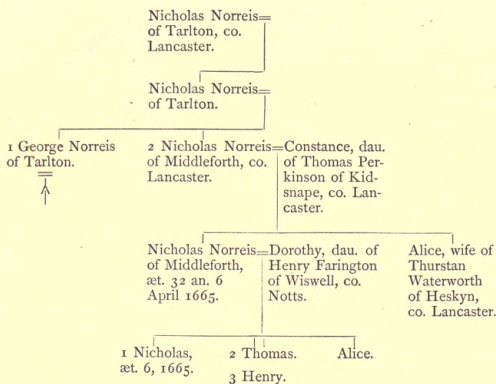 Nicholas Norreis=
of Tarlton, co.
Lancaster.
Nicholas Norreis=
of Tarlton.
1 George Norreis
of Tarlton.
2 Nicholas Norreis=
of Middleforth, co.
Lancaster.
Constance, dau.
of Thomas Per-
kinson of Kid-
snape, co. Lan-
caster.
Nicholas Norreis=
of Middleforth,
æt. 32 an. 6
April 1665.
Dorothy, dau. of
Henry Farington
of Wiswell, co.
Notts.
Alice, wife of
Thurstan
Waterworth
of Heskyn,
co. Lancaster.
1 Nicholas,
æt. 6, 1665.
2 Thomas.
3 Henry.
Alice.